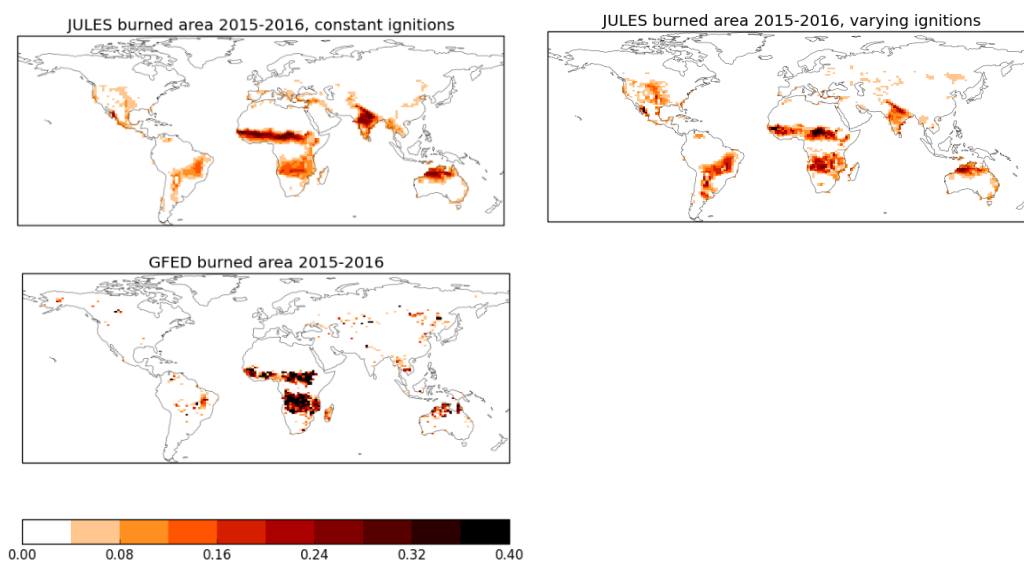 JULES burned area 2015-2016, constant ignitions
JULES burned area 2015-2016, varying ignitions
GFED burned area 2015-2016
0.00 0.08 0.16 0.24 0.32 0.40